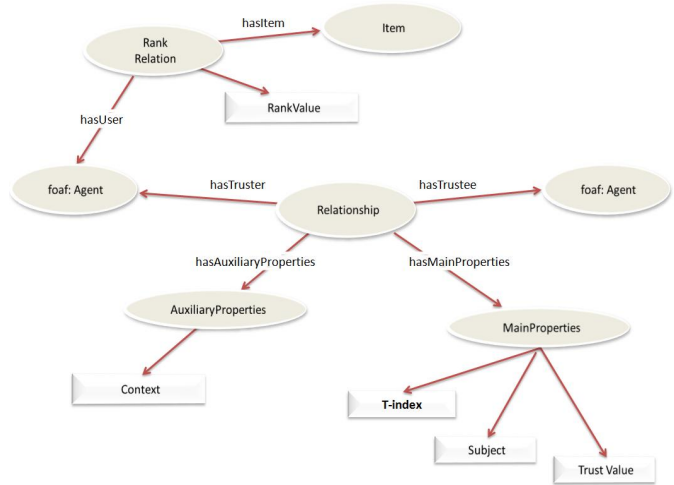 hasItem
Item
Rank
Relation
RankValue
hasUser
foaf: Agent
hasTruster
hasTrustee
foaf: Agent
Relationship
hasAuxiliaryProperties
hasMainProperties
AuxiliaryProperties
MainProperties
Context
T-index
Subject
Trust Value